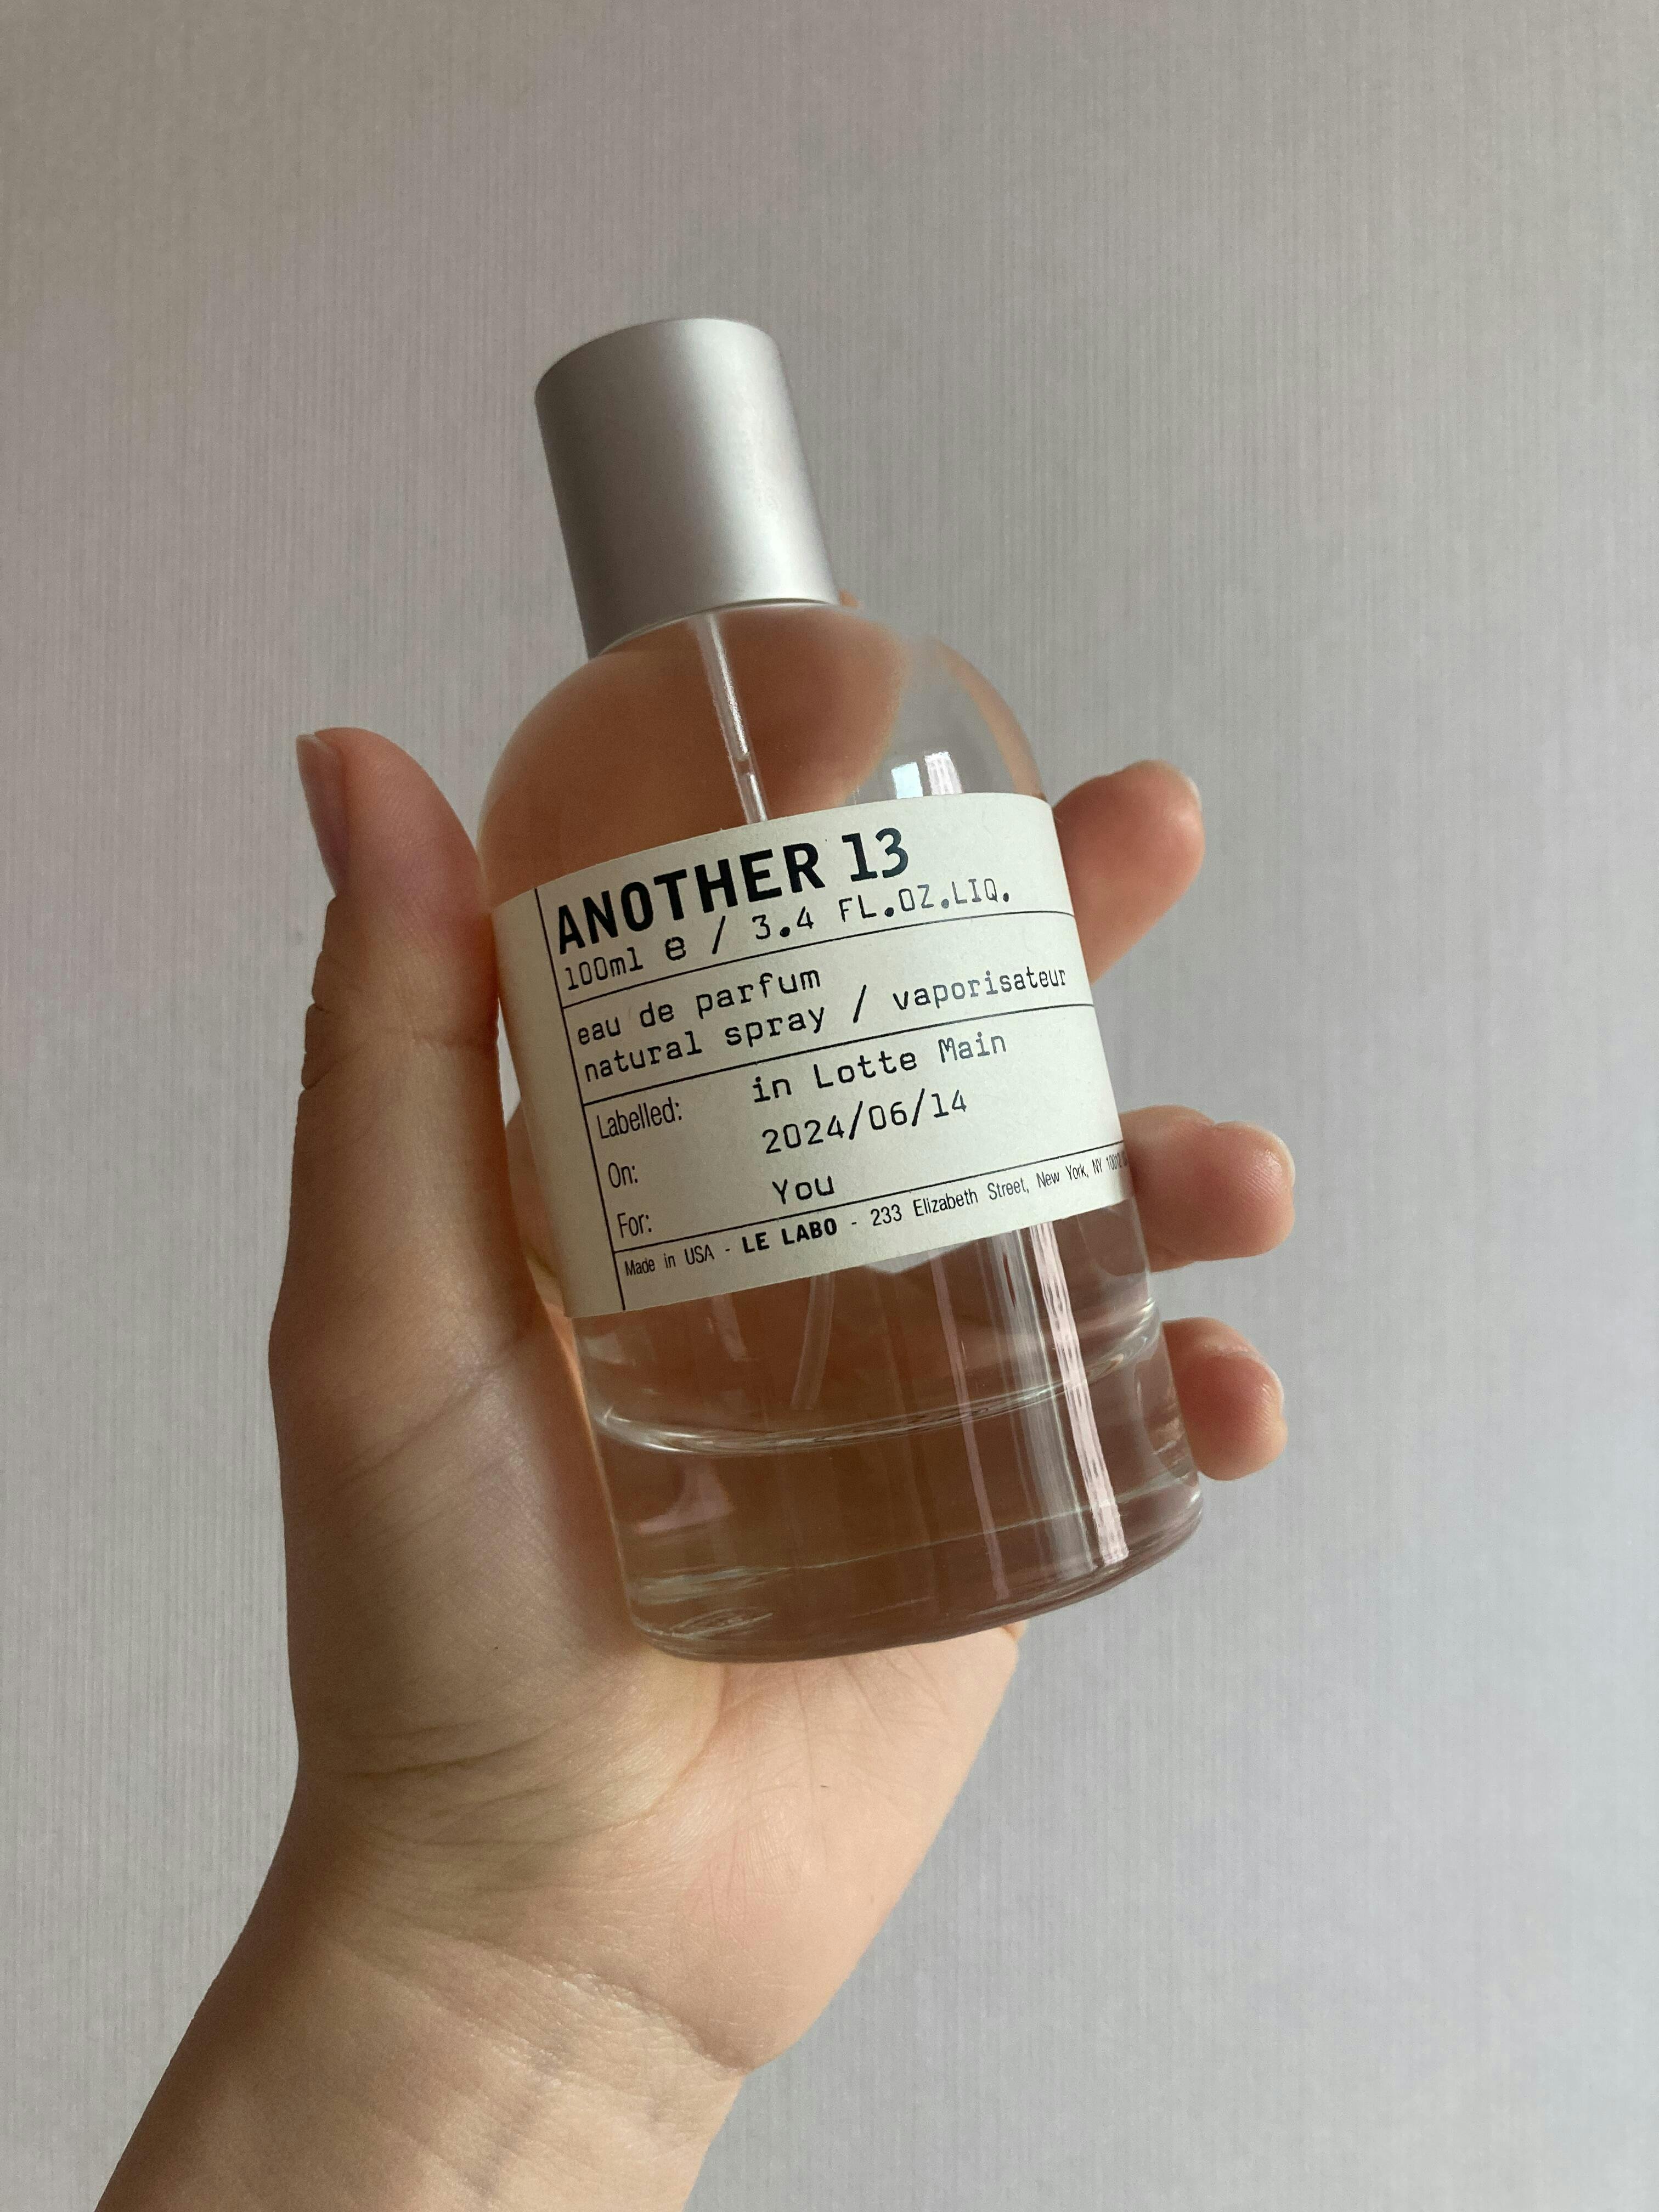 ANOTHER 13
100ml e / 3.4 FL.OZ.LIQ.
eau de parfum
natural spray / vaporisateur
Labelled: in Lotte Main
On: 2024/06/14
For: You
Made in USA - LE LABO - 233 Elizabeth Street, New York, NY